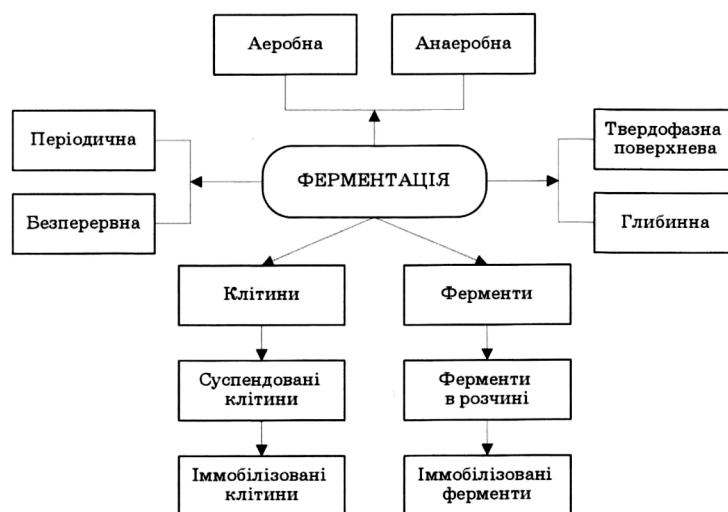 Аеробна
Анаеробна
Періодична
Безперервна
ФЕРМЕНТАЦІЯ
Твердофазна
поверхнева
Глибинна
Клітини
Ферменти
Суспендовані
клітини
Ферменти
в розчині
Іммобілізовані
клітини
Іммобілізовані
ферменти